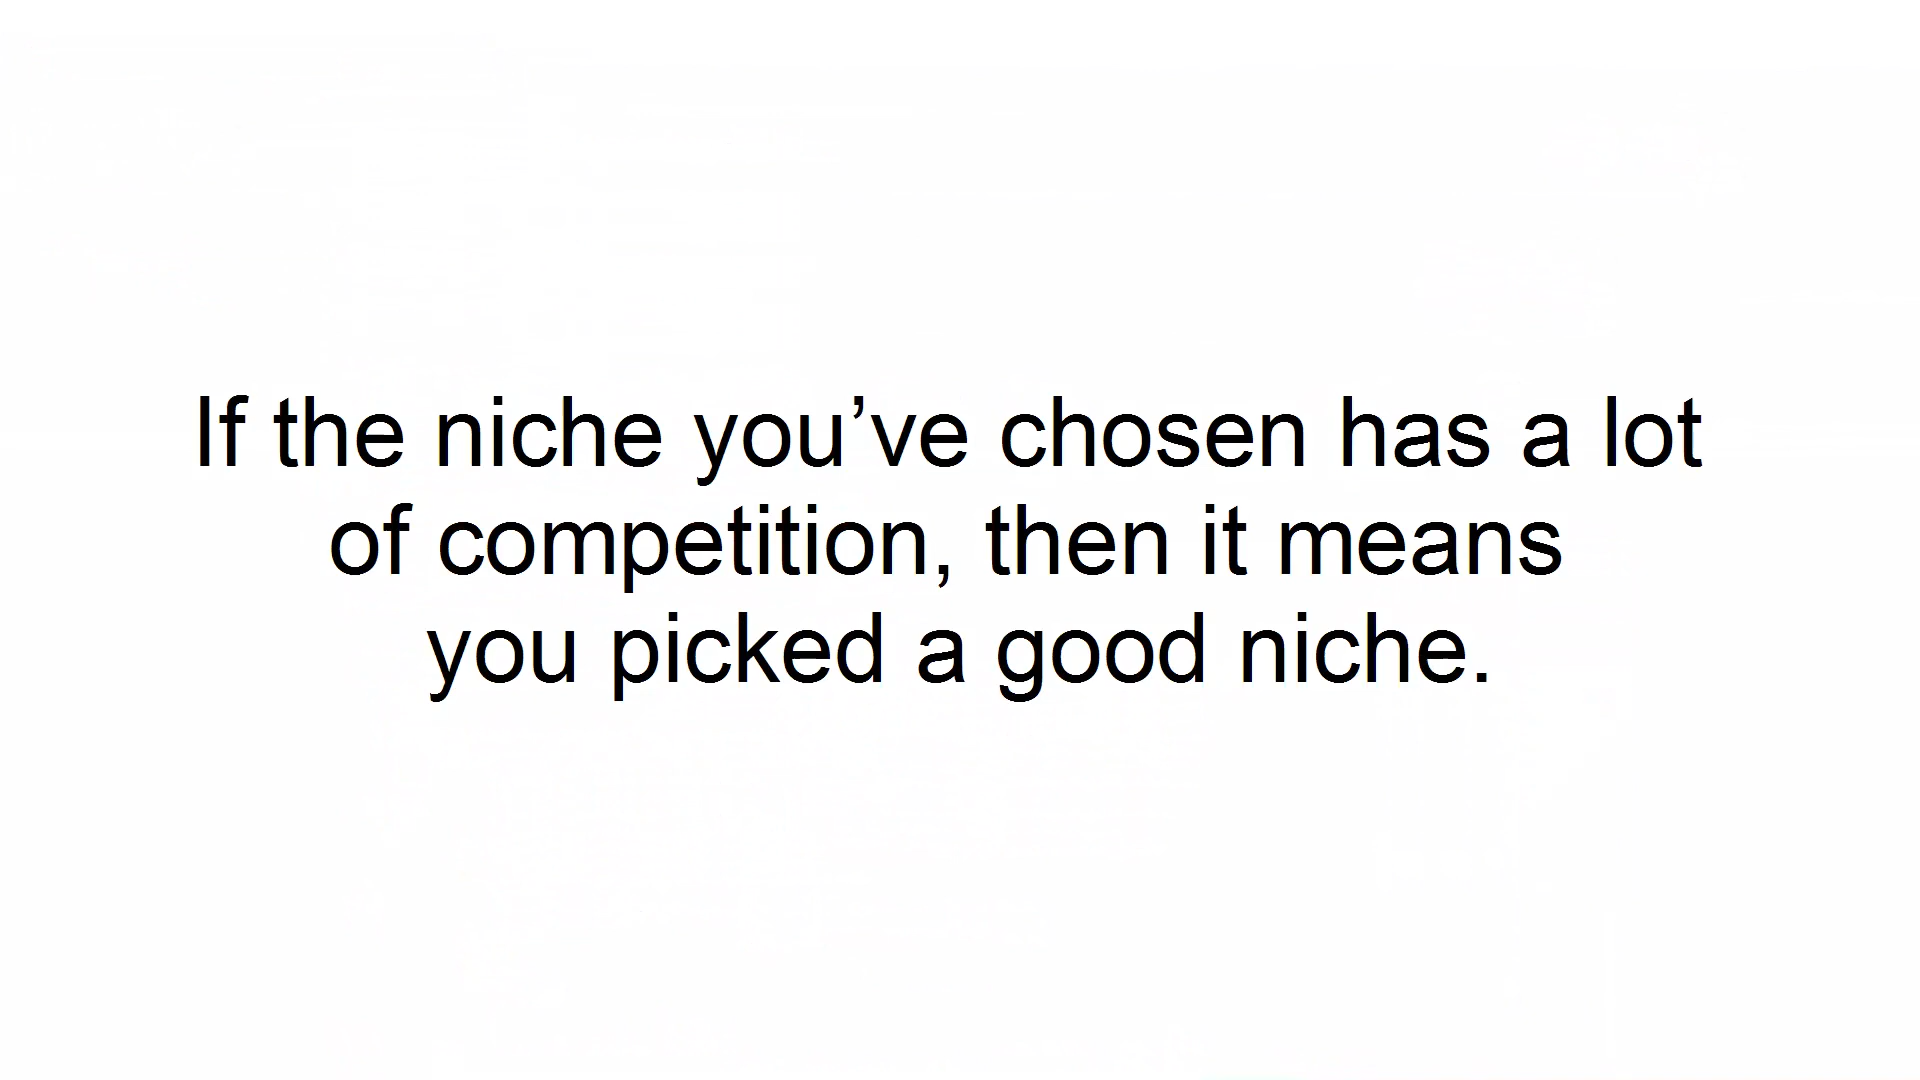 If the niche you’ve chosen has a lot
of competition, then it means
you picked a good niche.